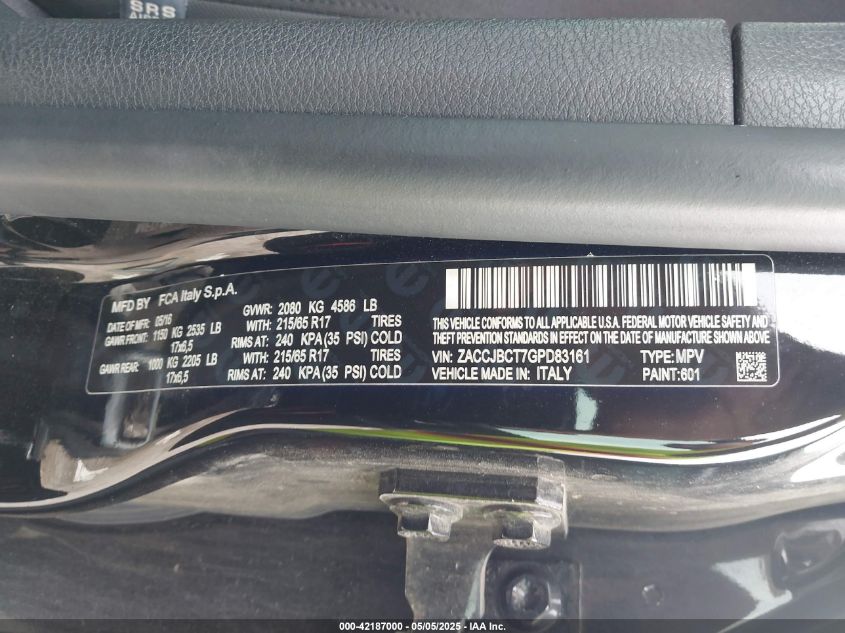 SRS
MFD BY FCA Italy S.p.A.
DATE OF MFR: 05/16 GVWR: 2080 KG 4586 LB
GAWR FRONT: 1150 KG 2535 LB WITH: 215/65 R17 TIRES
17x6,5 RIMS AT: 240 KPA(35 PSI) COLD
GAWR REAR: 1000 KG 2205 LB WITH: 215/65 R17 TIRES
17x6,5 RIMS AT: 240 KPA(35 PSI) COLD
THIS VEHICLE CONFORMS TO ALL APPLICABLE U.S.A. FEDERAL MOTOR VEHICLE SAFETY,
THEFT PREVENTION STANDARDS IN EFFECT ON THE DATE OF MANUFACTURE SHOWN ABOVE.
VIN: ZACCJBCT7GPD83161 TYPE: MPV
VEHICLE MADE IN: ITALY PAINT:601
000-42187000 - 05/05/2025 - IAA Inc.